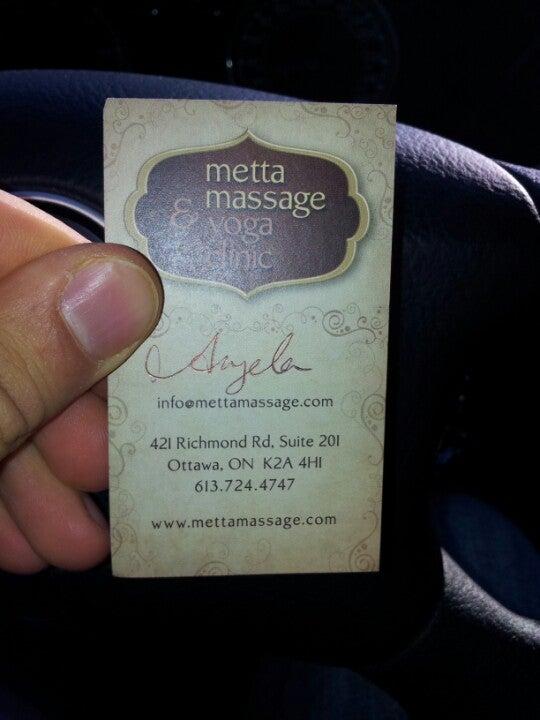 metta
massage
& yoga
clinic
Angela
info@mettamassage.com
421 Richmond Rd, Suite 201
Ottawa, ON K2A 4H1
613.724.4747
www.mettamassage.com